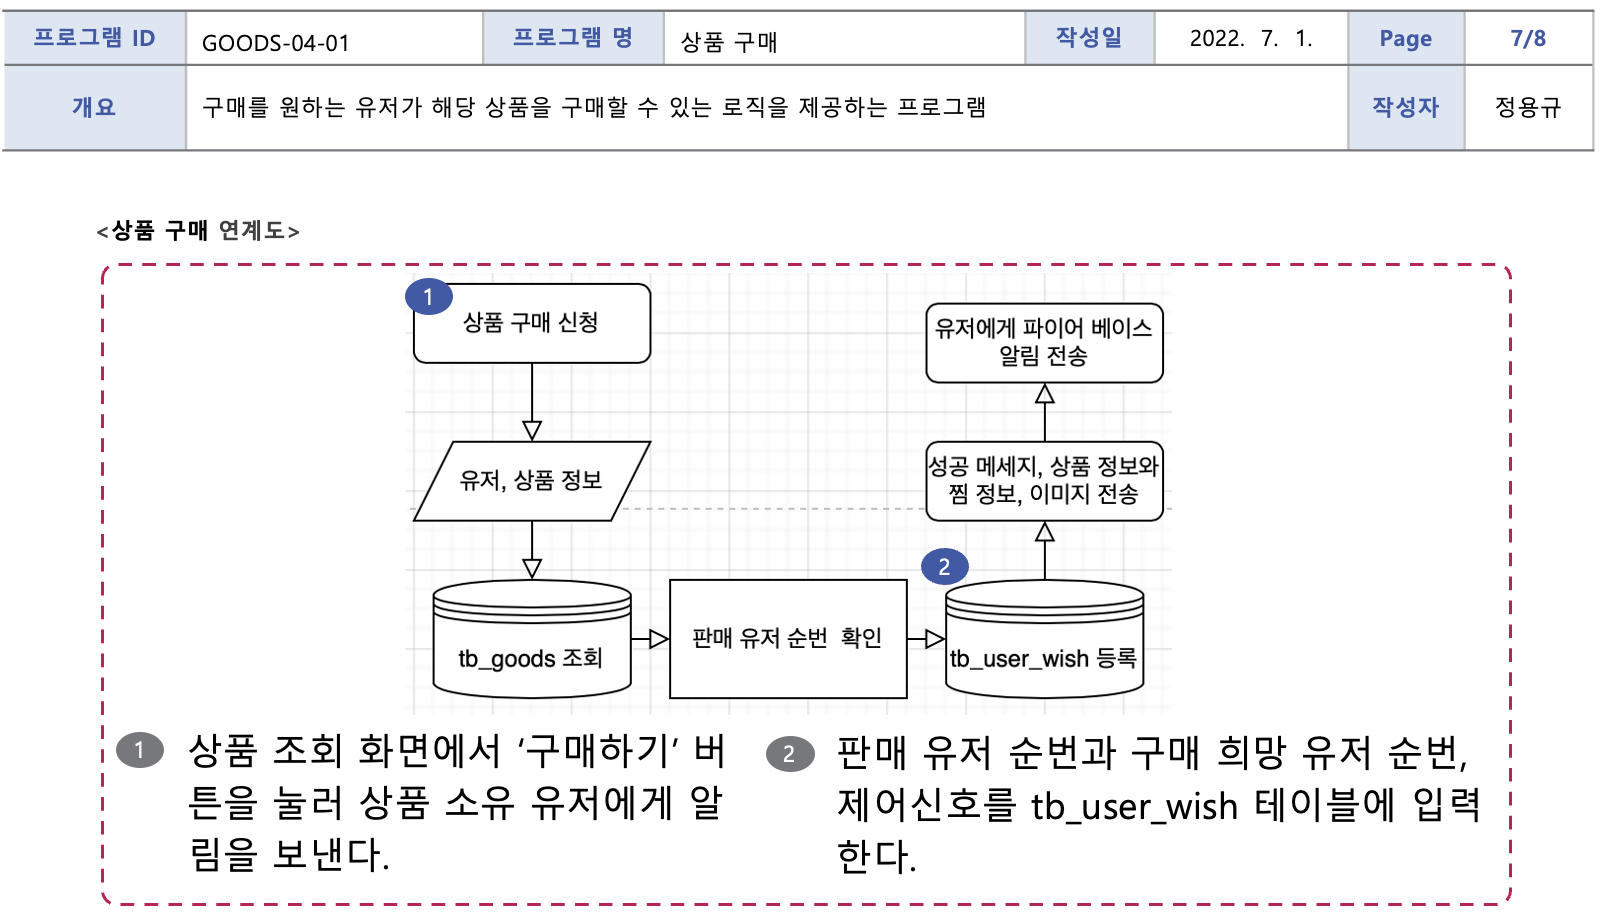 프로그램 ID GOODS-04-01 프로그램 명 상품 구매 작성일 2022. 7. 1. Page 7/8
개요 구매를 원하는 유저가 해당 상품을 구매할 수 있는 로직을 제공하는 프로그램 작성자 정용규
<상품 구매 연계도>
1
상품 구매 신청
유저, 상품 정보
tb_goods 조회
판매 유저 순번 확인
2
tb_user_wish 등록
성공 메세지, 상품 정보와
찜 정보, 이미지 전송
유저에게 파이어 베이스
알림 전송
1 상품 조회 화면에서 ‘구매하기’ 버
튼을 눌러 상품 소유 유저에게 알
림을 보낸다.
2 판매 유저 순번과 구매 희망 유저 순번,
제어신호를 tb_user_wish 테이블에 입력
한다.